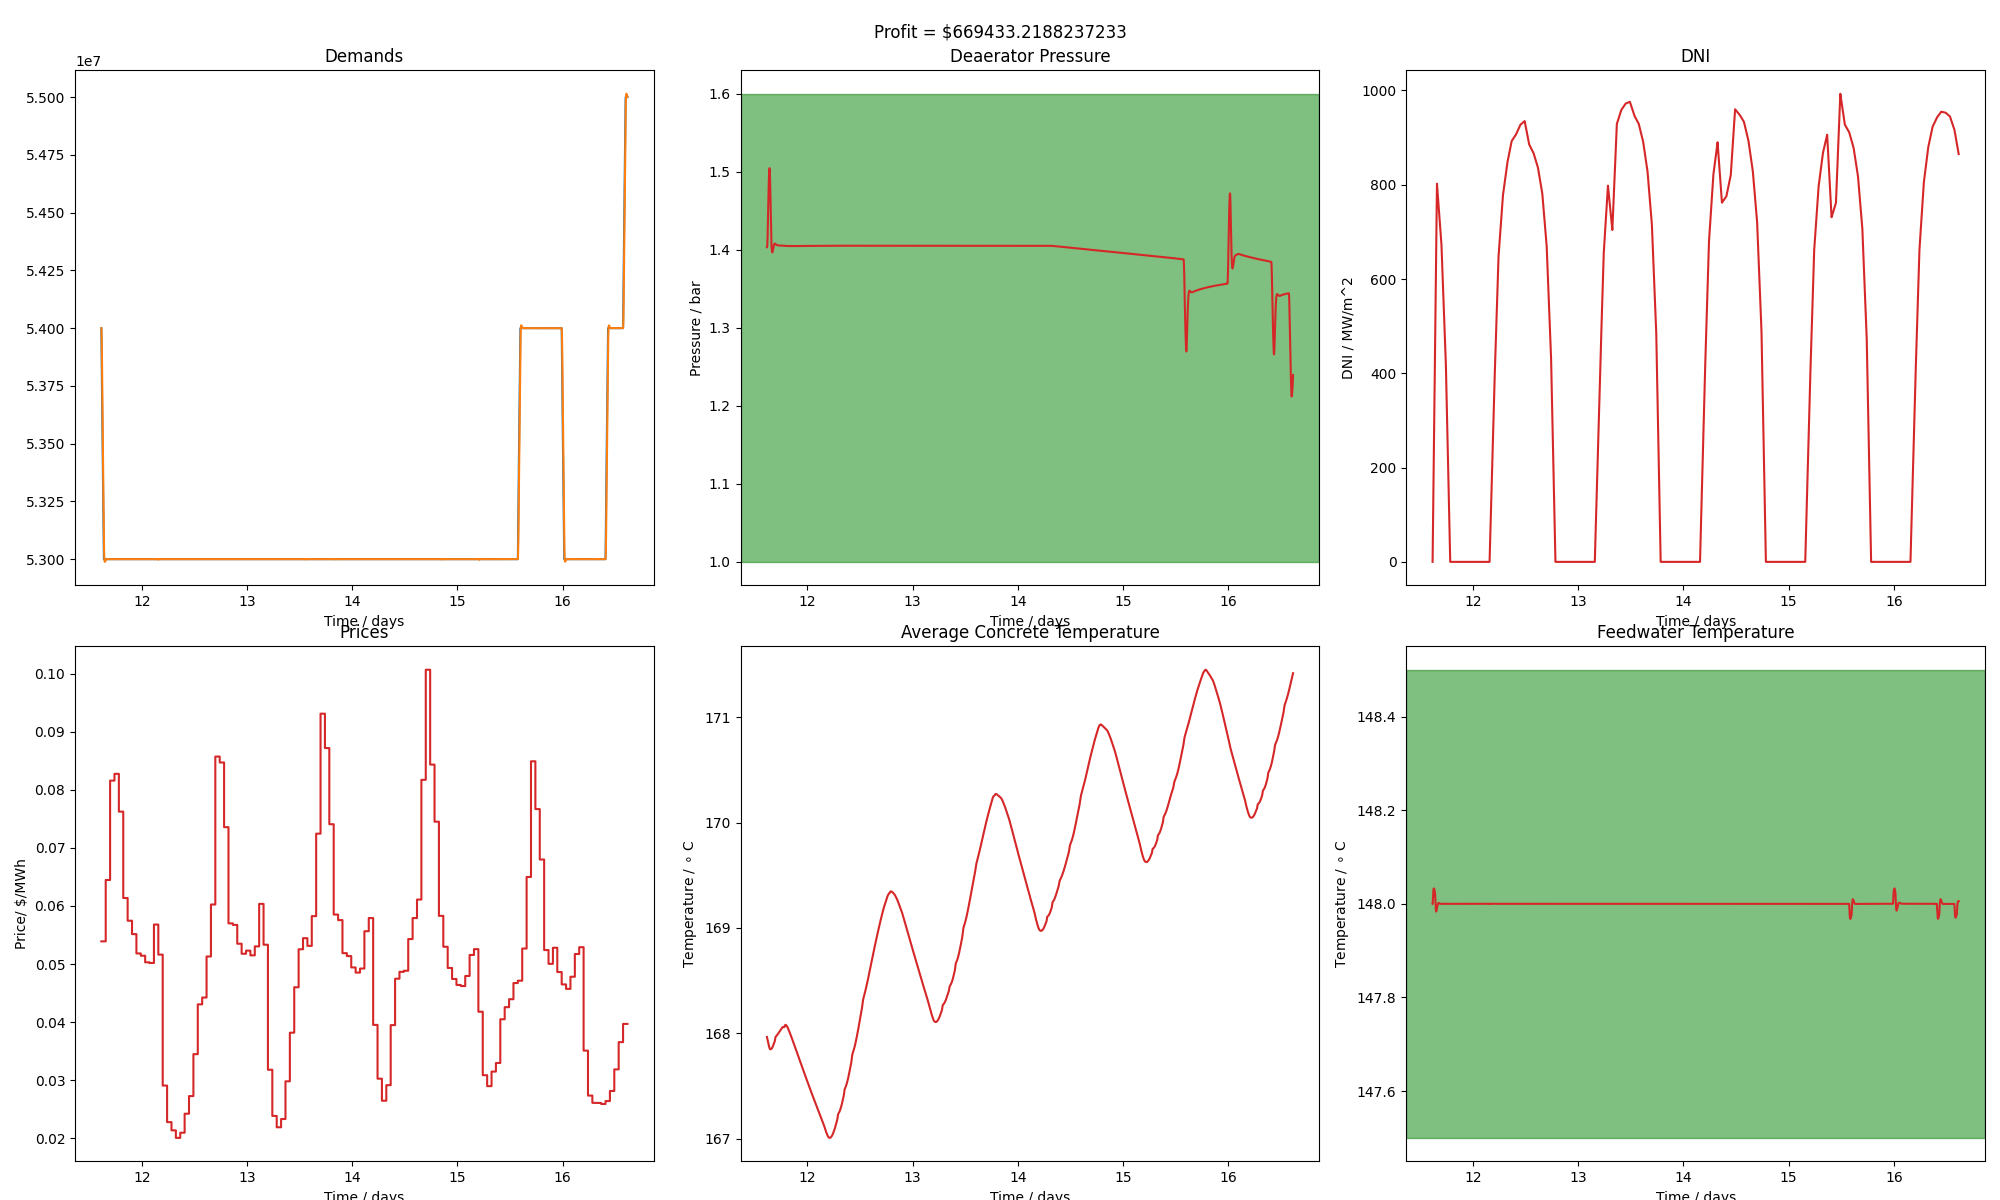 Profit = $669433.2188237233
Demands
1e7
5.500
5.475
5.450
5.425
5.400
5.375
5.350
5.325
5.300
12 13 14 15 16
Time / days
Deaerator Pressure
Pressure / bar
1.6
1.5
1.4
1.3
1.2
1.1
1.0
12 13 14 15 16
Time / days
DNI
DNI / MW/m^2
1000
800
600
400
200
0
12 13 14 15 16
Time / days
Prices
Price/ $/MWh
0.10
0.09
0.08
0.07
0.06
0.05
0.04
0.03
0.02
12 13 14 15 16
Time / days
Average Concrete Temperature
Temperature / ∘ C
171
170
169
168
167
12 13 14 15 16
Time / days
Feedwater Temperature
Temperature / ∘ C
148.4
148.2
148.0
147.8
147.6
12 13 14 15 16
Time / days